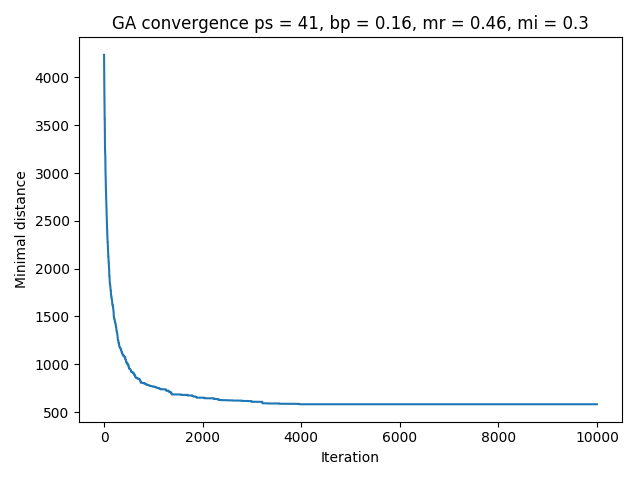 GA convergence ps = 41, bp = 0.16, mr = 0.46, mi = 0.3
Minimal distance
4000
3500
3000
2500
2000
1500
1000
500
0 2000 4000 6000 8000 10000
Iteration